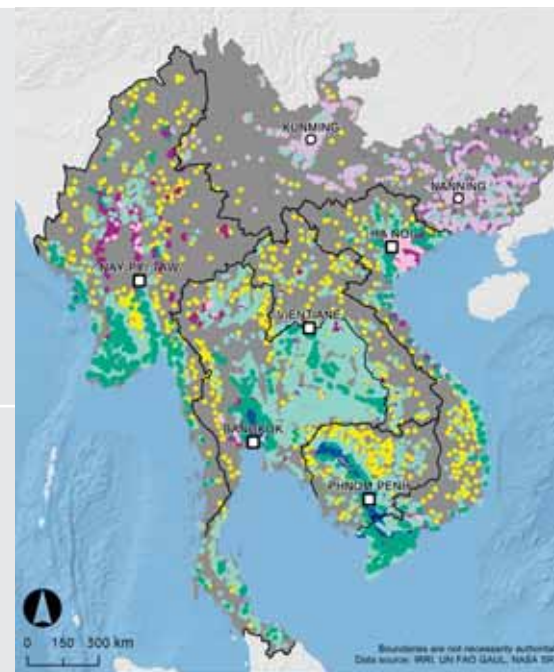 KUNMING
NANNING
HA NOI
NAY PYI TAW
VIENTIANE
BANGKOK
PHNOM PENH
0 150 300 km
Boundaries are not necessarily authorita
Data source: IRRI, UN FAO GAUL, NASA